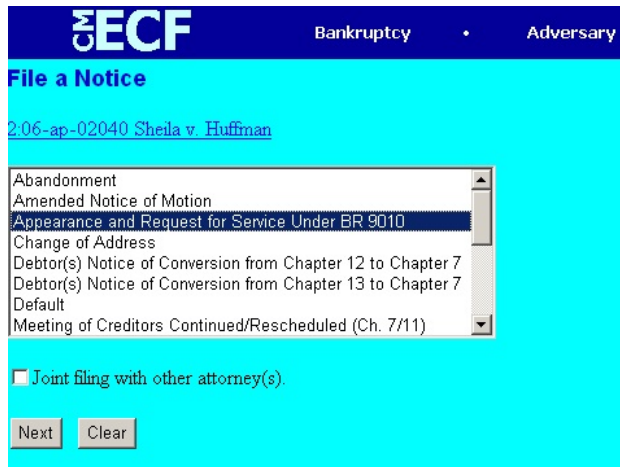 CM ECF Bankruptcy • Adversary
File a Notice
2:06-ap-02040 Sheila v. Huffman
Abandonment
Amended Notice of Motion
Appearance and Request for Service Under BR 9010
Change of Address
Debtor(s) Notice of Conversion from Chapter 12 to Chapter 7
Debtor(s) Notice of Conversion from Chapter 13 to Chapter 7
Default
Meeting of Creditors Continued/Rescheduled (Ch. 7/11)
Joint filing with other attorney(s).
Next Clear